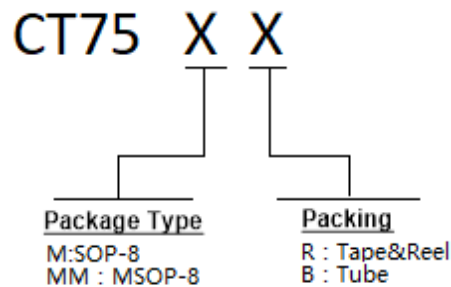 CT75 X X
Package Type
M:SOP-8
MM : MSOP-8
Packing
R : Tape&Reel
B : Tube